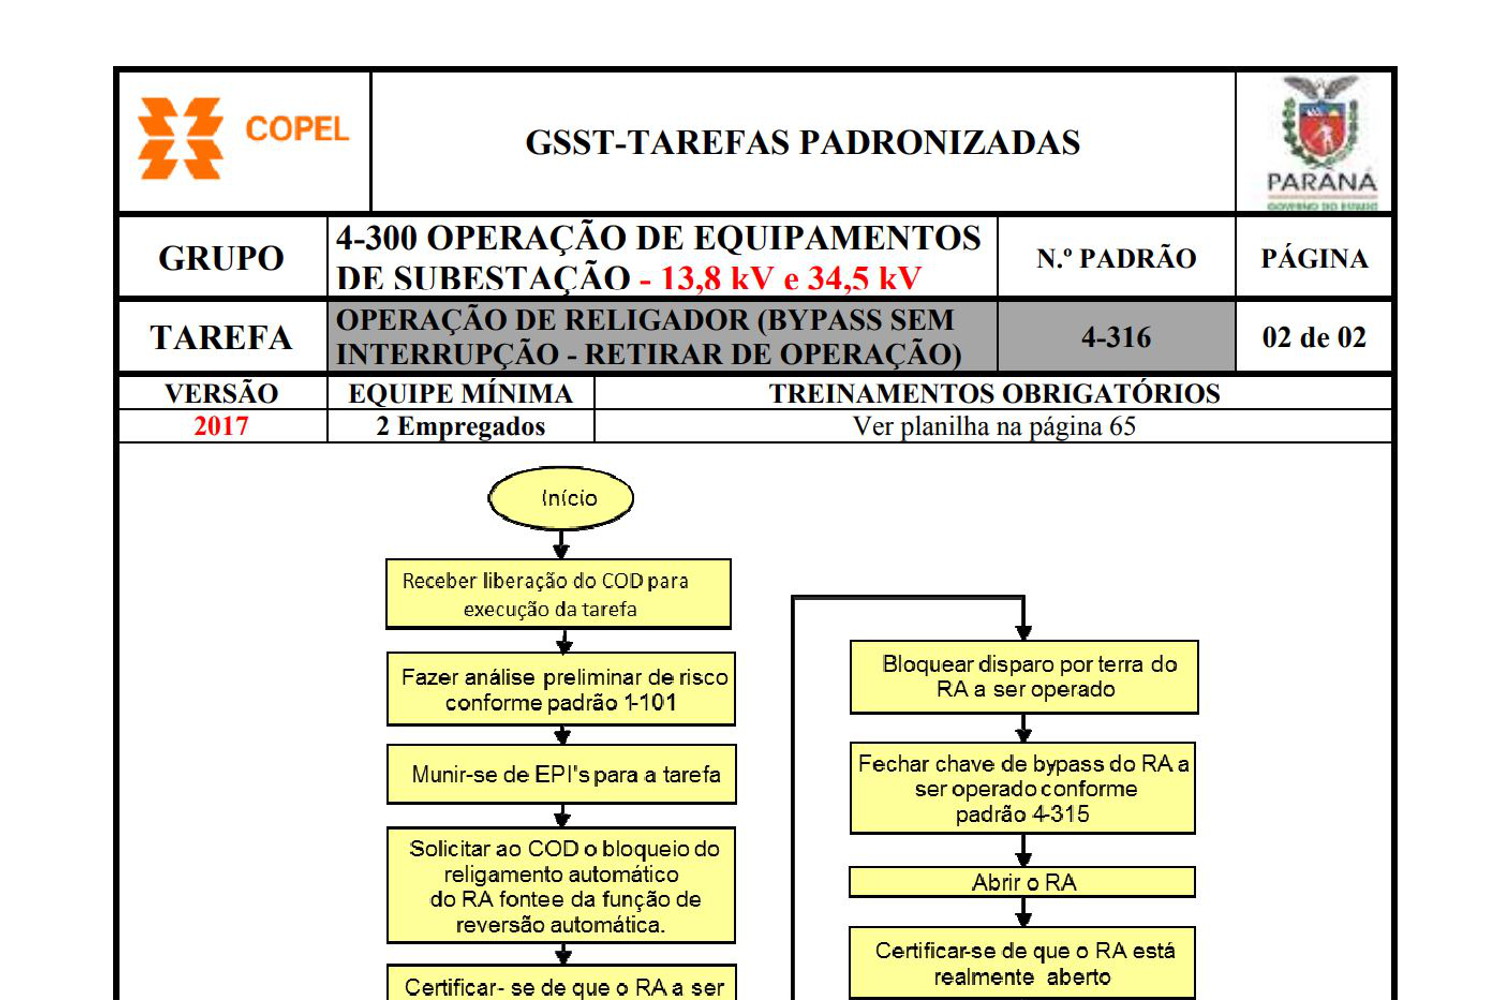 COPEL
GSST-TAREFAS PADRONIZADAS
PARANÁ
GOVERNO DO ESTADO
GRUPO
4-300 OPERAÇÃO DE EQUIPAMENTOS
DE SUBESTAÇÃO - 13,8 kV e 34,5 kV
N.º PADRÃO
PÁGINA
TAREFA
OPERAÇÃO DE RELIGADOR (BYPASS SEM
INTERRUPÇÃO - RETIRAR DE OPERAÇÃO)
4-316
02 de 02
VERSÃO
EQUIPE MÍNIMA
TREINAMENTOS OBRIGATÓRIOS
2017
2 Empregados
Ver planilha na página 65
Início
Receber liberação do COD para
execução da tarefa
Fazer análise preliminar de risco
conforme padrão 1-101
Munir-se de EPI's para a tarefa
Solicitar ao COD o bloqueio do
religamento automático
do RA fontee da função de
reversão automática.
Certificar- se de que o RA a ser
Bloquear disparo por terra do
RA a ser operado
Fechar chave de bypass do RA a
ser operado conforme
padrão 4-315
Abrir o RA
Certificar-se de que o RA está
realmente aberto